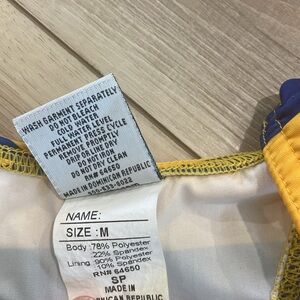 WASH GARMENT SEPARATELY
DO NOT BLEACH
COLD WATER
FULL WATER LEVEL
PERMANENT PRESS CYCLE
REMOVE PROMPTLY
DRIP OR LINE DRY
DO NOT IRON
DO NOT DRY CLEAN
RN# 64650
MADE IN DOMINICAN REPUBLIC
NAME:
SIZE : M
Body : 78% Polyester
22% Spandex
Lining : 90% Polyester
10% Spandex
RN# 64650
SP
MADE IN
REPUBLIC